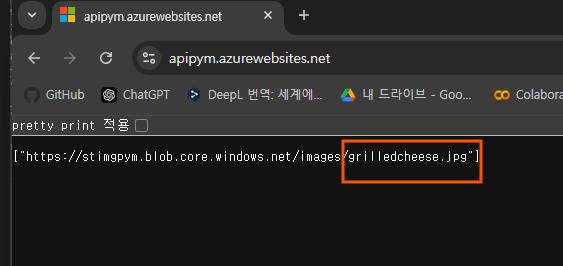 apipym.azurewebsites.net
apipym.azurewebsites.net
GitHub ChatGPT DeepL 번역: 세계에... 내 드라이브 - Goo... Colabora
pretty print 적용
["https://stimgpym.blob.core.windows.net/images/grilledcheese.jpg"]